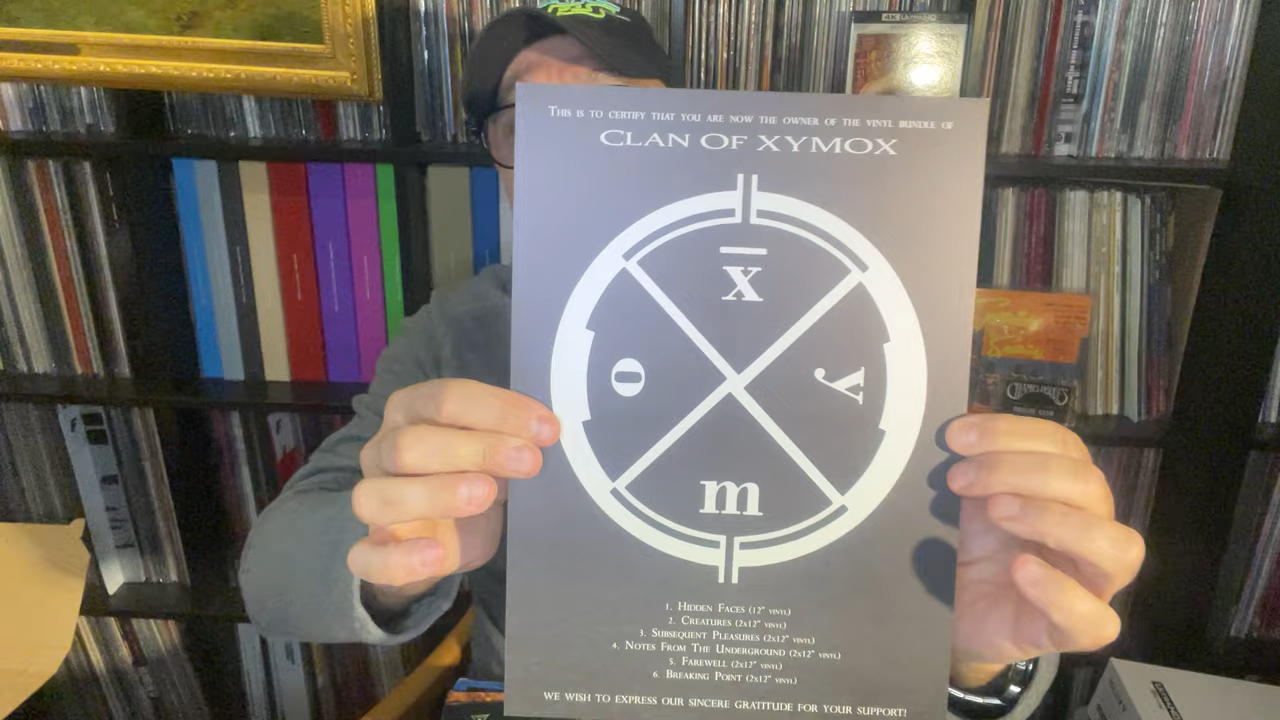 THIS IS TO CERTIFY THAT YOU ARE NOW THE OWNER OF THE VINYL BUNDLE OF
CLAN OF XYMOX
x
o
y
m
1. HIDDEN FACES (12" VINYL)
2. CREATURES (2X12" VINYL)
3. SUBSEQUENT PLEASURES (2X12" VINYL)
4. NOTES FROM THE UNDERGROUND (2X12" VINYL)
5. FAREWELL (2X12" VINYL)
6. BREAKING POINT (2X12" VINYL)
WE WISH TO EXPRESS OUR SINCERE GRATITUDE FOR YOUR SUPPORT!